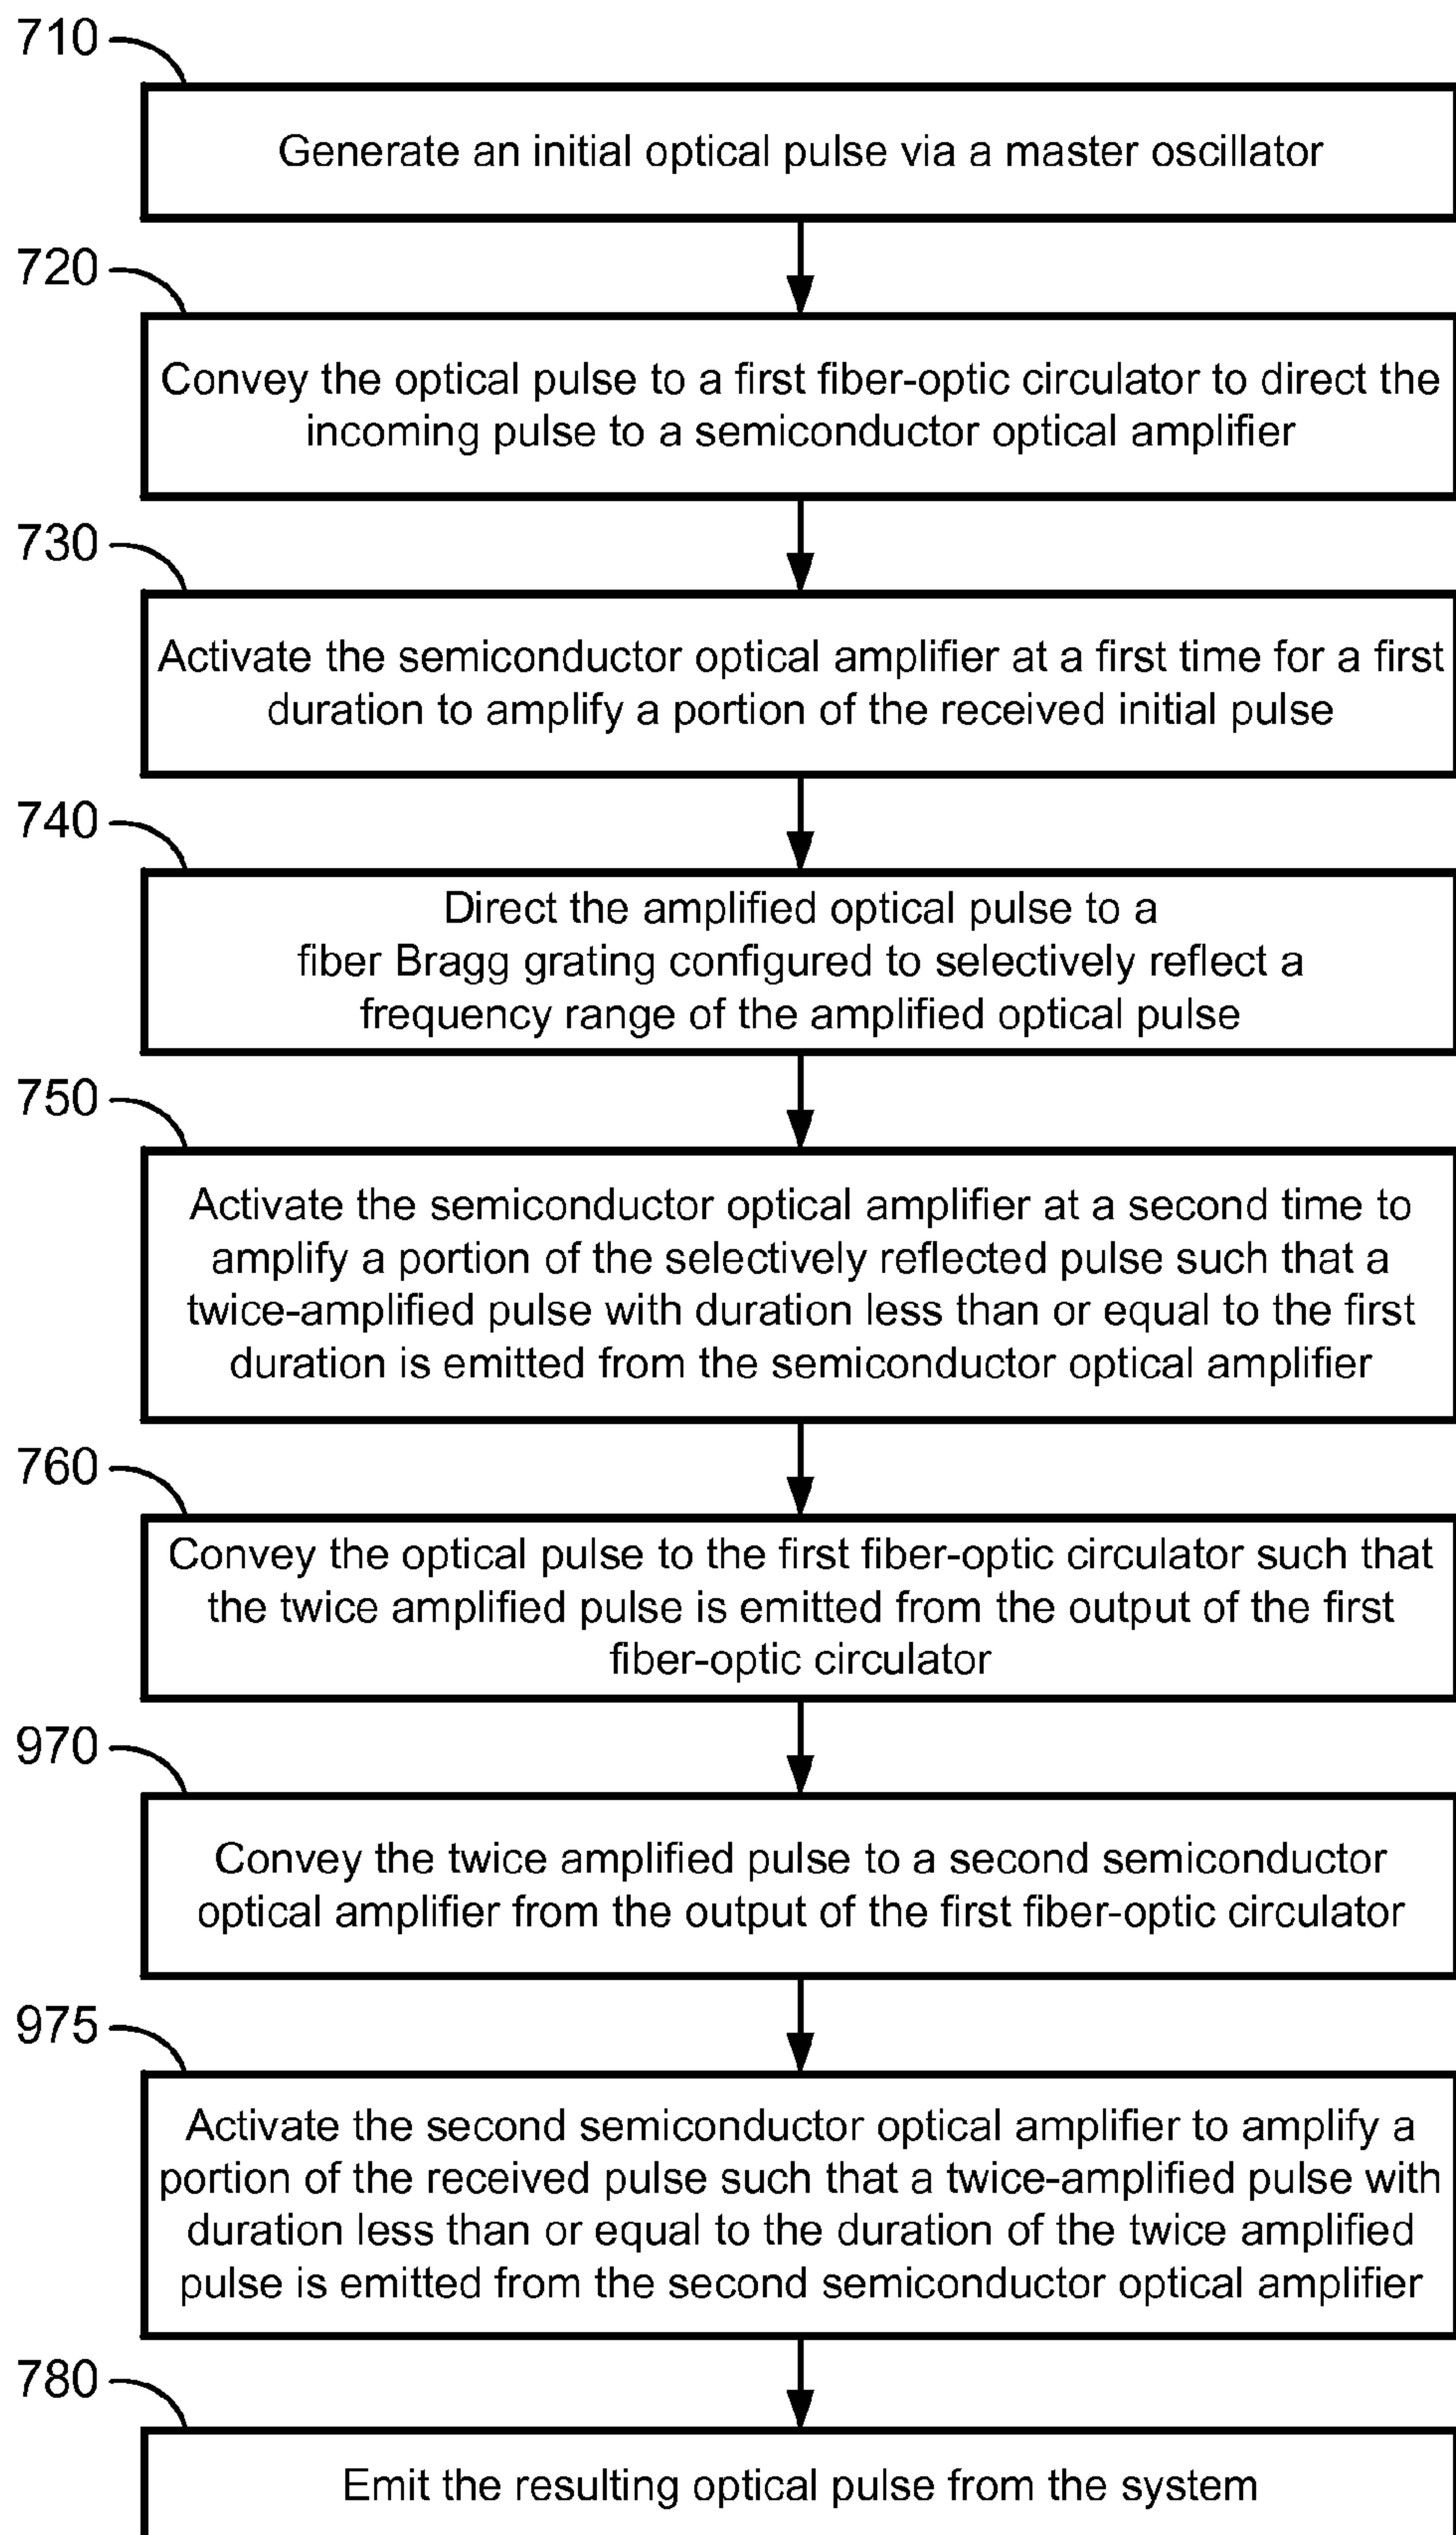 710
Generate an initial optical pulse via a master oscillator
720
Convey the optical pulse to a first fiber-optic circulator to direct the
incoming pulse to a semiconductor optical amplifier
730
Activate the semiconductor optical amplifier at a first time for a first
duration to amplify a portion of the received initial pulse
740
Direct the amplified optical pulse to a
fiber Bragg grating configured to selectively reflect a
frequency range of the amplified optical pulse
750
Activate the semiconductor optical amplifier at a second time to
amplify a portion of the selectively reflected pulse such that a
twice-amplified pulse with duration less than or equal to the first
duration is emitted from the semiconductor optical amplifier
760
Convey the optical pulse to the first fiber-optic circulator such that
the twice amplified pulse is emitted from the output of the first
fiber-optic circulator
970
Convey the twice amplified pulse to a second semiconductor
optical amplifier from the output of the first fiber-optic circulator
975
Activate the second semiconductor optical amplifier to amplify a
portion of the received pulse such that a twice-amplified pulse with
duration less than or equal to the duration of the twice amplified
pulse is emitted from the second semiconductor optical amplifier
780
Emit the resulting optical pulse from the system